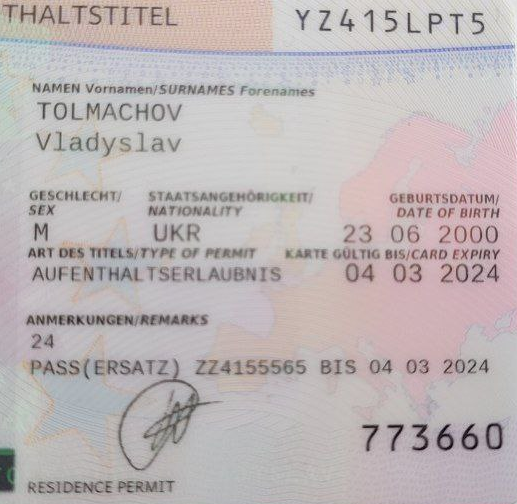 THALTSTITEL YZ415LPT5
NAMEN Vornamen/SURNAMES Forenames
TOLMACHOV
Vladyslav
GESCHLECHT/ STAATSANGEHÖRIGKEIT/ GEBURTSDATUM/
SEX NATIONALITY DATE OF BIRTH
M UKR 23 06 2000
ART DES TITELS/TYPE OF PERMIT KARTE GÜLTIG BIS/CARD EXPIRY
AUFENTHALTSERLAUBNIS 04 03 2024
ANMERKUNGEN/REMARKS
24
PASS(ERSATZ) ZZ4155565 BIS 04 03 2024
773660
RESIDENCE PERMIT